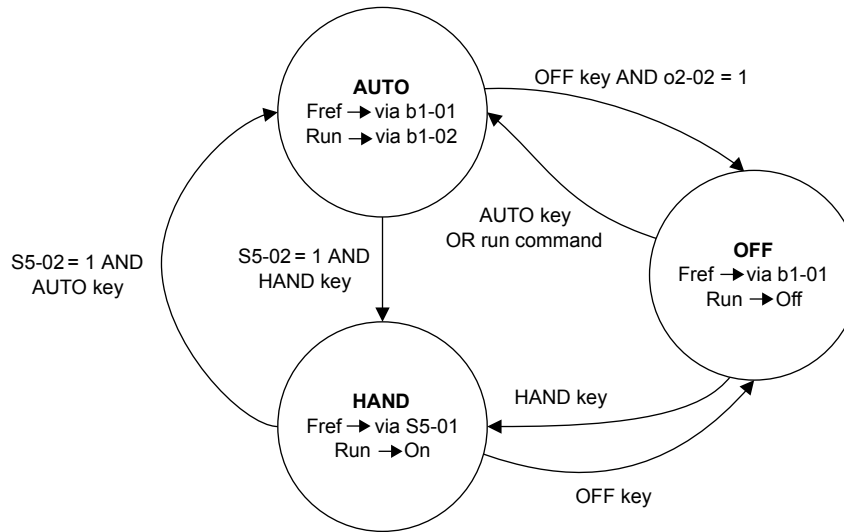 AUTO
Fref → via b1-01
Run → via b1-02
OFF key AND o2-02 = 1
AUTO key
OR run command
OFF
Fref → via b1-01
Run → Off
S5-02 = 1 AND
AUTO key
S5-02 = 1 AND
HAND key
HAND
Fref → via S5-01
Run → On
HAND key
OFF key